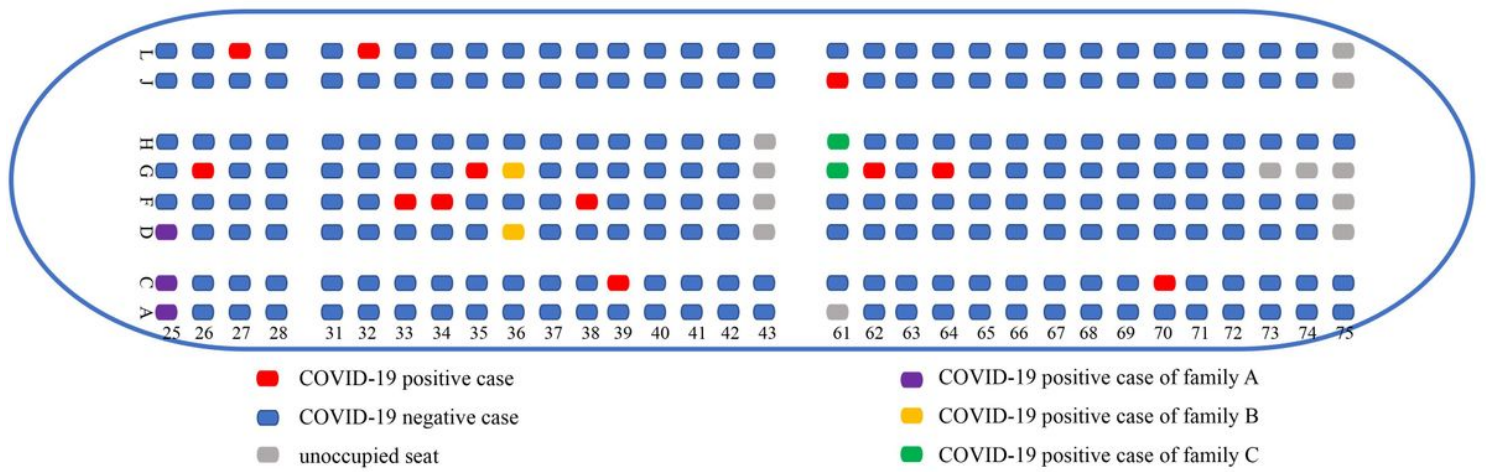 L
J
H
G
F
D
C
A
25 26 27 28 31 32 33 34 35 36 37 38 39 40 41 42 43 61 62 63 64 65 66 67 68 69 70 71 72 73 74 75
COVID-19 positive case
COVID-19 negative case
unoccupied seat
COVID-19 positive case of family A
COVID-19 positive case of family B
COVID-19 positive case of family C